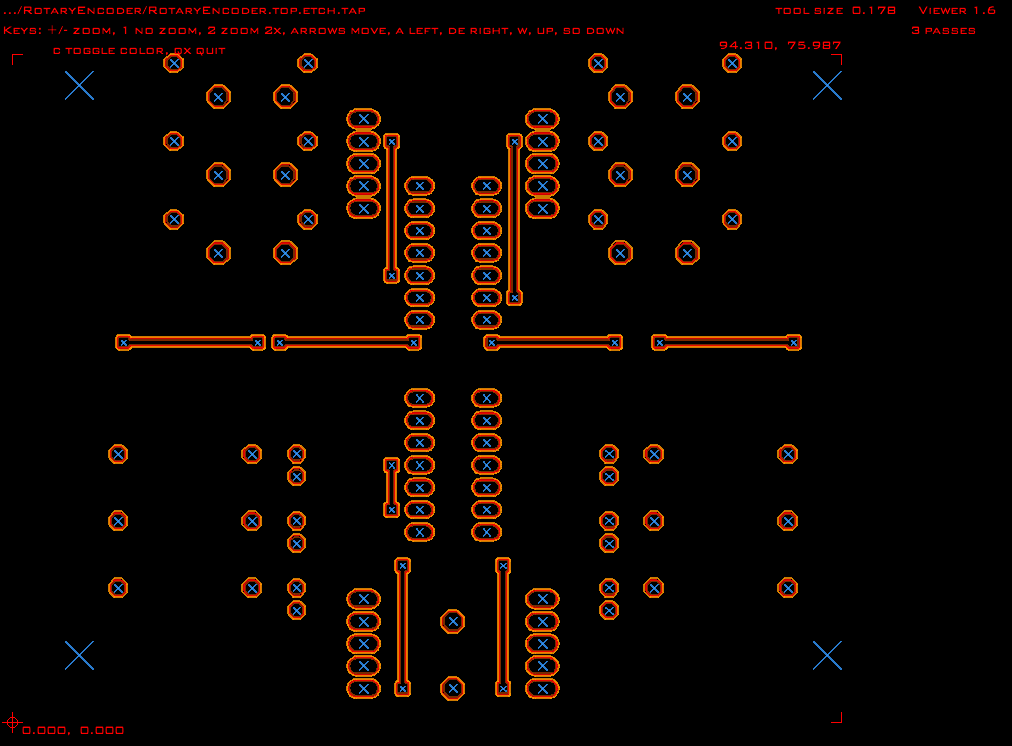 .../RotaryEncoder/RotaryEncoder.top.etch.tap
tool size 0.178 Viewer 1.6
Keys: +/- zoom, 1 no zoom, 2 zoom 2x, arrows move, a left, de right, w, up, so down
3 passes
c toggle color, qx quit
94.310, 75.987
0.000, 0.000